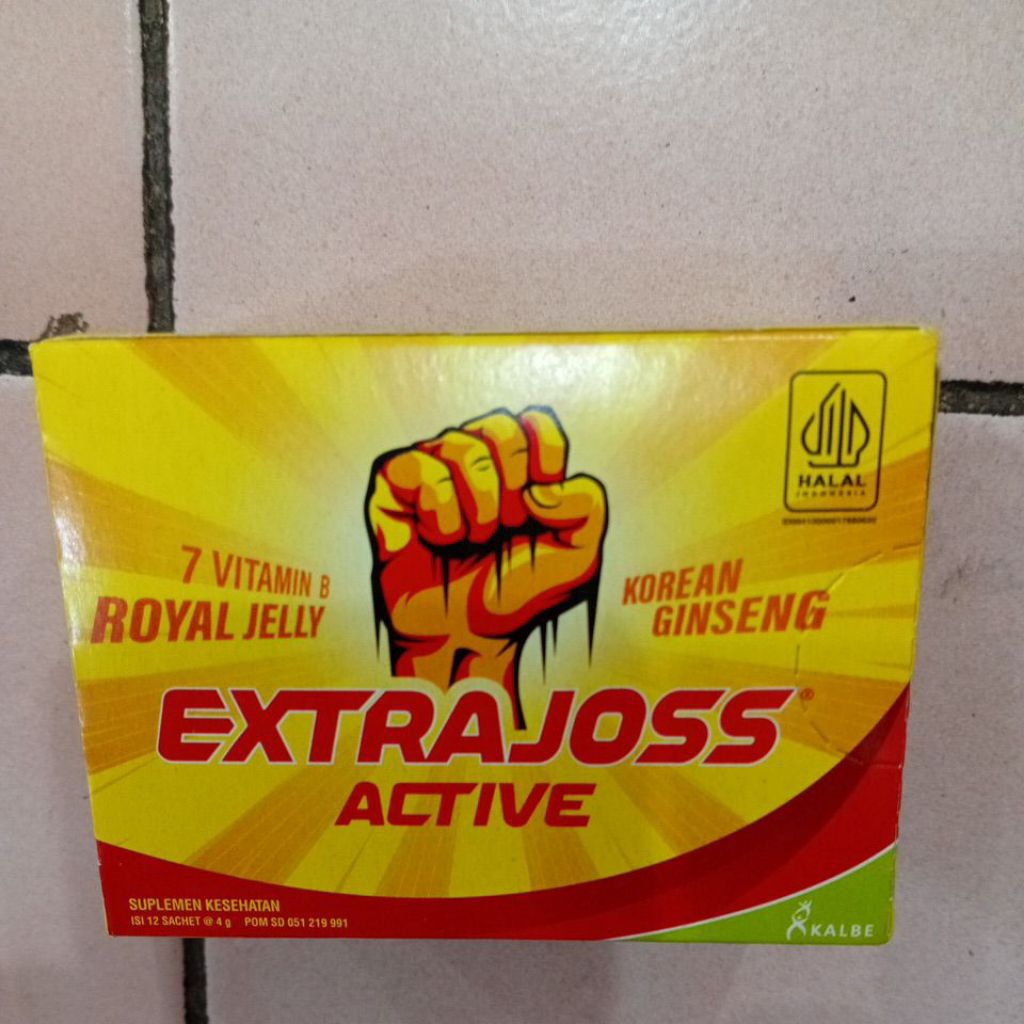 HALAL
INDONESIA
7 VITAMIN B
ROYAL JELLY
KOREAN
GINSENG
EXTRAJOSS®
ACTIVE
SUPLEMEN KESEHATAN
ISI 12 SACHET @ 4 g POM SD 051 219 991
KALBE